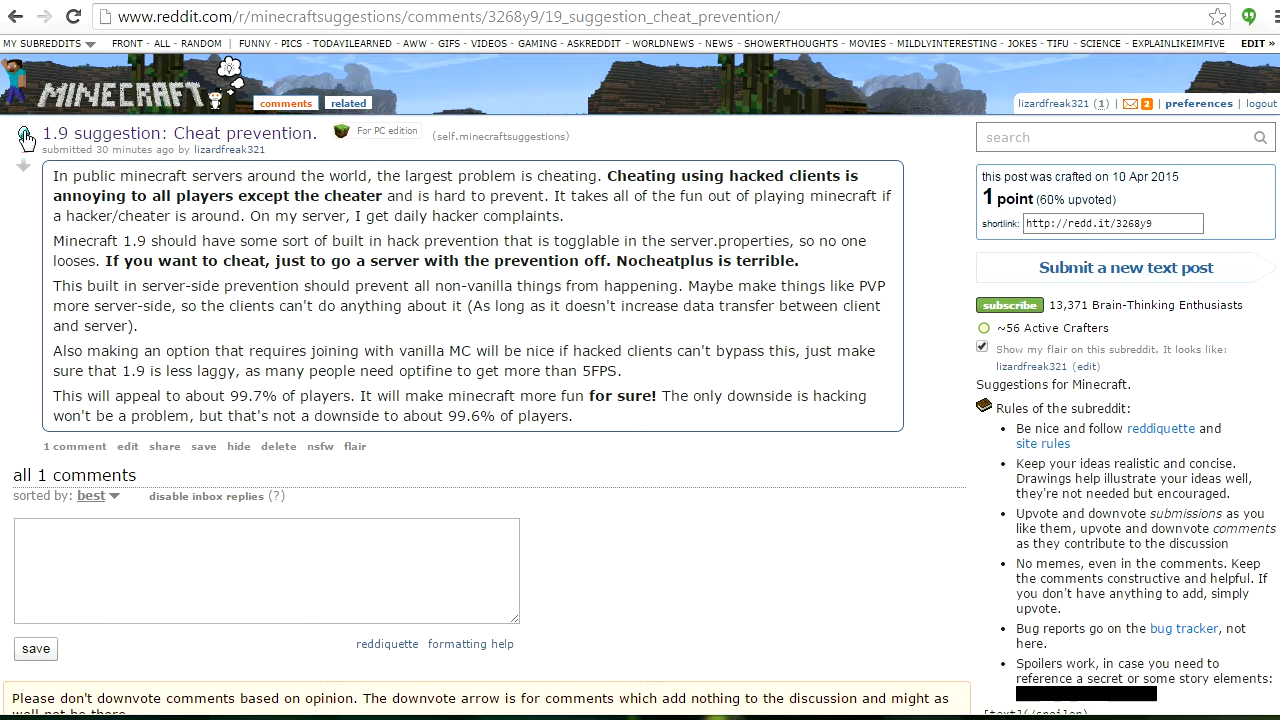 www.reddit.com/r/minecraftsuggestions/comments/3268y9/19_suggestion_cheat_prevention/
MY SUBREDDITS FRONT - ALL - RANDOM | FUNNY - PICS - TODAYILEARNED - AWW - GIFS - VIDEOS - GAMING - ASKREDDIT - WORLDNEWS - NEWS - SHOWERTHOUGHTS - MOVIES - MILDLYINTERESTING - JOKES - TIFU - SCIENCE - EXPLAINLIKEIMFIVE EDIT »
MINECRAFT comments related
lizardfreak321 (1) | 2 | preferences | logout
1.9 suggestion: Cheat prevention. For PC edition (self.minecraftsuggestions)
submitted 30 minutes ago by lizardfreak321
In public minecraft servers around the world, the largest problem is cheating. Cheating using hacked clients is
annoying to all players except the cheater and is hard to prevent. It takes all of the fun out of playing minecraft if
a hacker/cheater is around. On my server, I get daily hacker complaints.
Minecraft 1.9 should have some sort of built in hack prevention that is togglable in the server.properties, so no one
looses. If you want to cheat, just to go a server with the prevention off. Nocheatplus is terrible.
This built in server-side prevention should prevent all non-vanilla things from happening. Maybe make things like PVP
more server-side, so the clients can't do anything about it (As long as it doesn't increase data transfer between client
and server).
Also making an option that requires joining with vanilla MC will be nice if hacked clients can't bypass this, just make
sure that 1.9 is less laggy, as many people need optifine to get more than 5FPS.
This will appeal to about 99.7% of players. It will make minecraft more fun for sure! The only downside is hacking
won't be a problem, but that's not a downside to about 99.6% of players.
1 comment edit share save hide delete nsfw flair
all 1 comments
sorted by: best disable inbox replies (?)
save reddiquette formatting help
Please don't downvote comments based on opinion. The downvote arrow is for comments which add nothing to the discussion and might as
well not be there.
search
this post was crafted on 10 Apr 2015
1 point (60% upvoted)
shortlink: http://redd.it/3268y9
Submit a new text post
subscribe 13,371 Brain-Thinking Enthusiasts
~56 Active Crafters
Show my flair on this subreddit. It looks like:
lizardfreak321 (edit)
Suggestions for Minecraft.
Rules of the subreddit:
• Be nice and follow reddiquette and
site rules
• Keep your ideas realistic and concise.
Drawings help illustrate your ideas well,
they're not needed but encouraged.
• Upvote and downvote submissions as you
like them, upvote and downvote comments
as they contribute to the discussion
• No memes, even in the comments. Keep
the comments constructive and helpful. If
you don't have anything to add, simply
upvote.
• Bug reports go on the bug tracker, not
here.
• Spoilers work, in case you need to
reference a secret or some story elements:
[text](/spoiler)